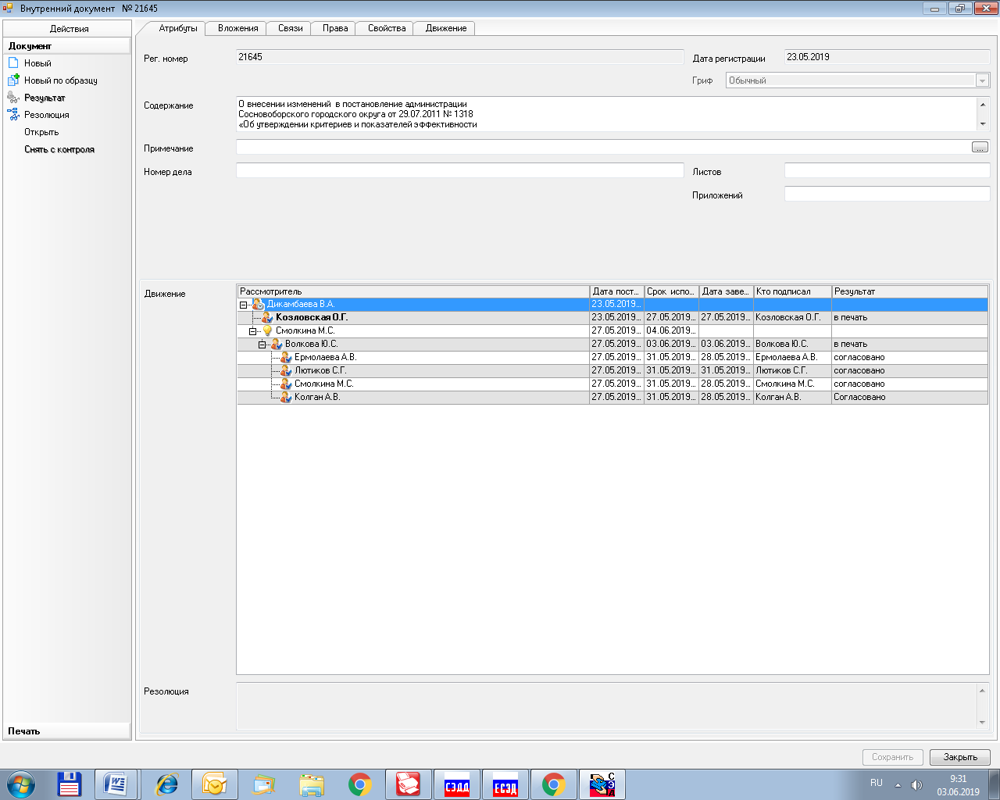 Внутренний документ № 21645
Действия
Документ
Новый
Новый по образцу
Результат
Резолюция
Открыть
Снять с контроля
Печать
Атрибуты Вложения Связи Права Свойства Движение
Рег. номер 21645 Дата регистрации 23.05.2019
Гриф Обычный
Содержание О внесении изменений в постановление администрации
Сосновоборского городского округа от 29.07.2011 № 1318
«Об утверждении критериев и показателей эффективности
Примечание ...
Номер дела Листов
Приложений
Движение
Рассмотритель Дата пост... Срок испо... Дата заве... Кто подписал Результат
Дикамбаева В.А. 23.05.2019...
Козловская О.Г. 23.05.2019... 27.05.2019... 27.05.2019... Козловская О.Г. в печать
Смолкина М.С. 27.05.2019... 04.06.2019...
Волкова Ю.С. 27.05.2019... 03.06.2019... 03.06.2019... Волкова Ю.С. в печать
Ермолаева А.В. 27.05.2019... 31.05.2019... 28.05.2019... Ермолаева А.В. согласовано
Лютиков С.Г. 27.05.2019... 31.05.2019... 31.05.2019... Лютиков С.Г. согласовано
Смолкина М.С. 27.05.2019... 31.05.2019... 28.05.2019... Смолкина М.С. согласовано
Колган А.В. 27.05.2019... 31.05.2019... 28.05.2019... Колган А.В. Согласовано
Резолюция
Сохранить Закрыть
СЭДД ЕСЭД СЭД RU 9:31
03.06.2019